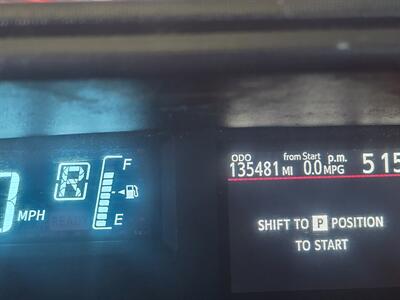 F
R
MPH
E
ODO from Start p.m.
135481 MI 0.0 MPG 515
SHIFT TO P POSITION
TO START